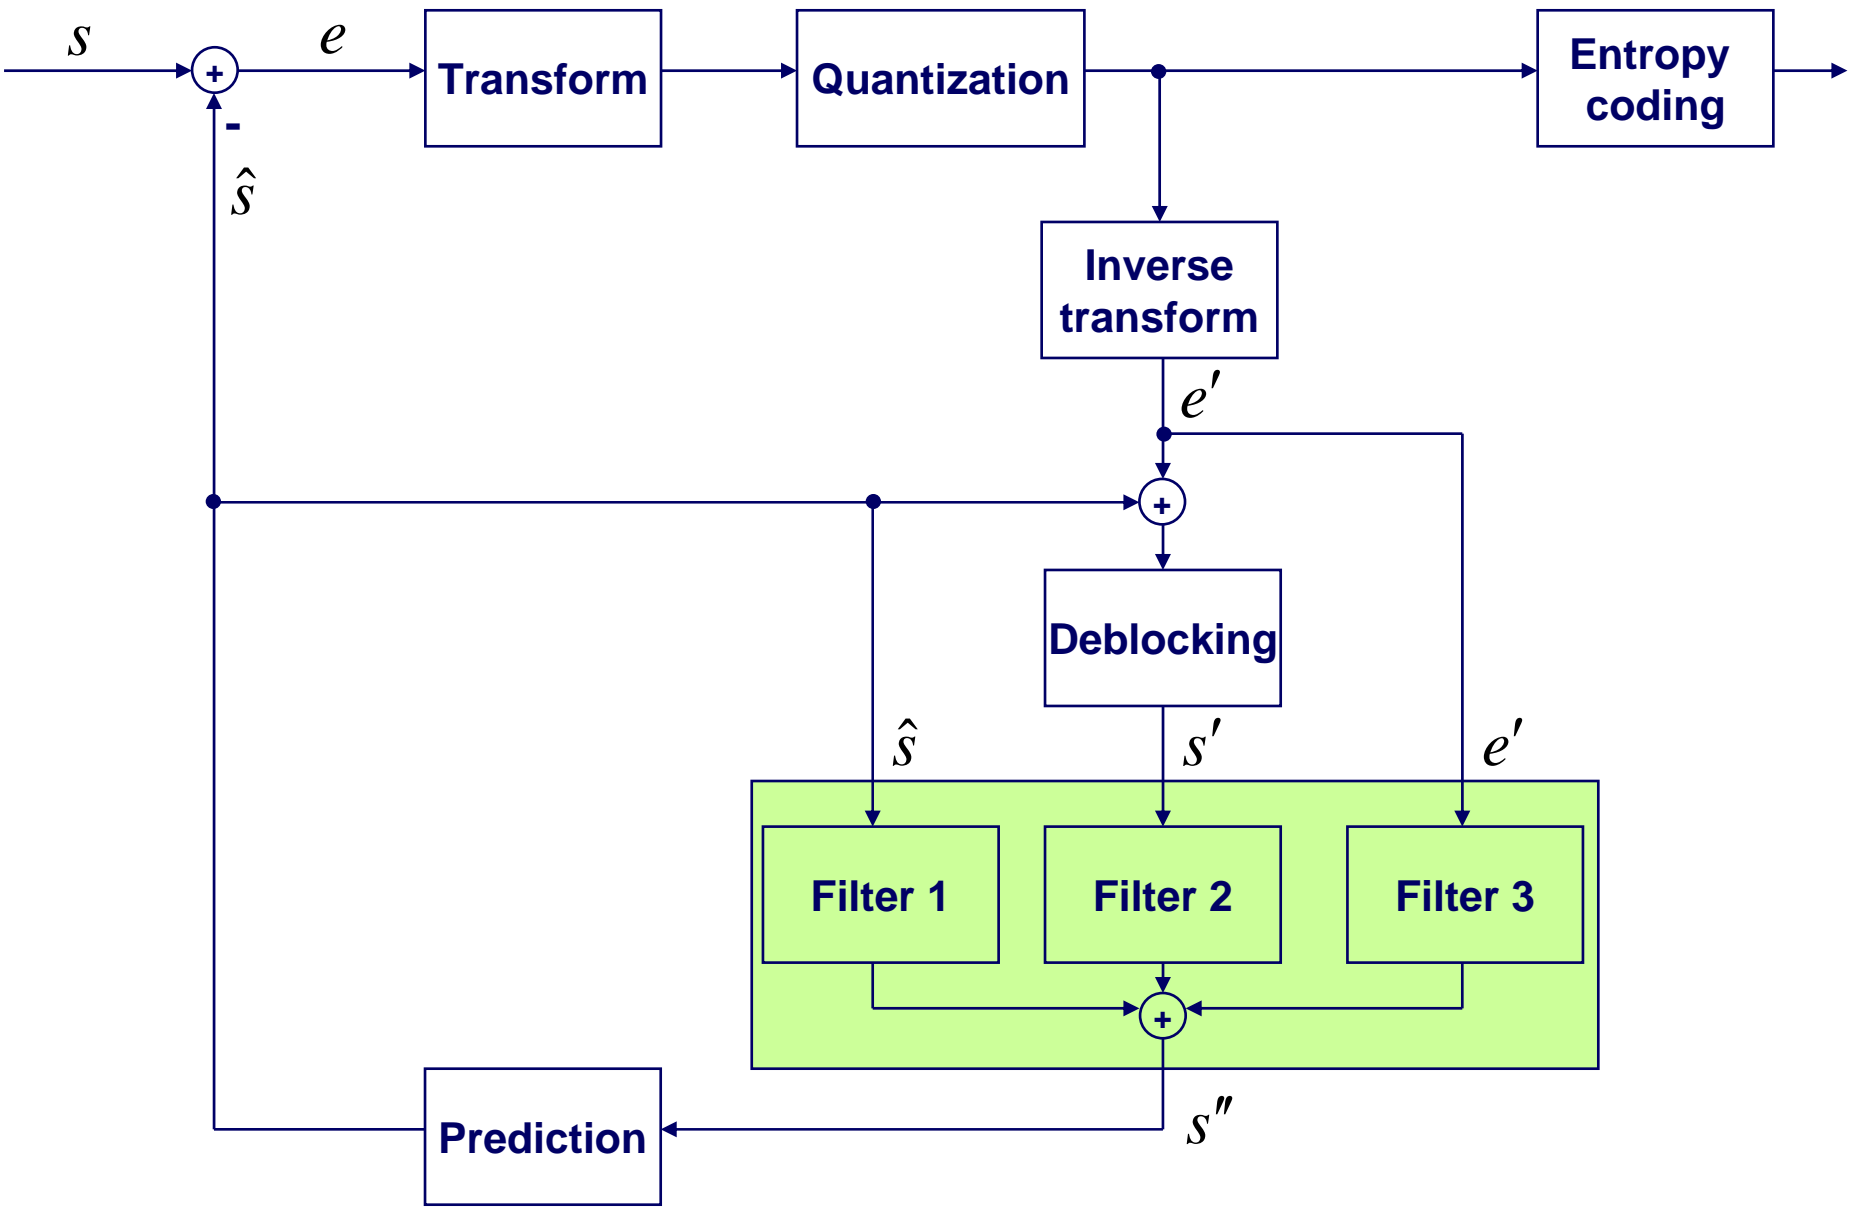 s
e
+
Transform
Quantization
Entropy
coding
-
ŝ
Inverse
transform
e′
+
Deblocking
ŝ
s′
e′
Filter 1
Filter 2
Filter 3
+
s″
Prediction